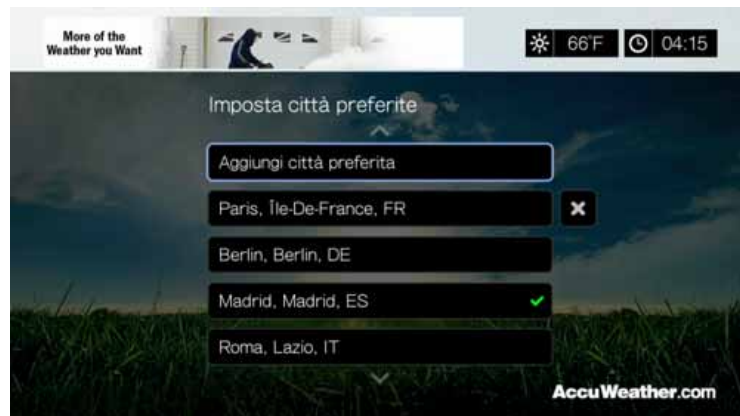 More of the
Weather you Want
66°F 04:15
Imposta città preferite
Aggiungi città preferita
Paris, Île-De-France, FR
Berlin, Berlin, DE
Madrid, Madrid, ES
Roma, Lazio, IT
AccuWeather.com